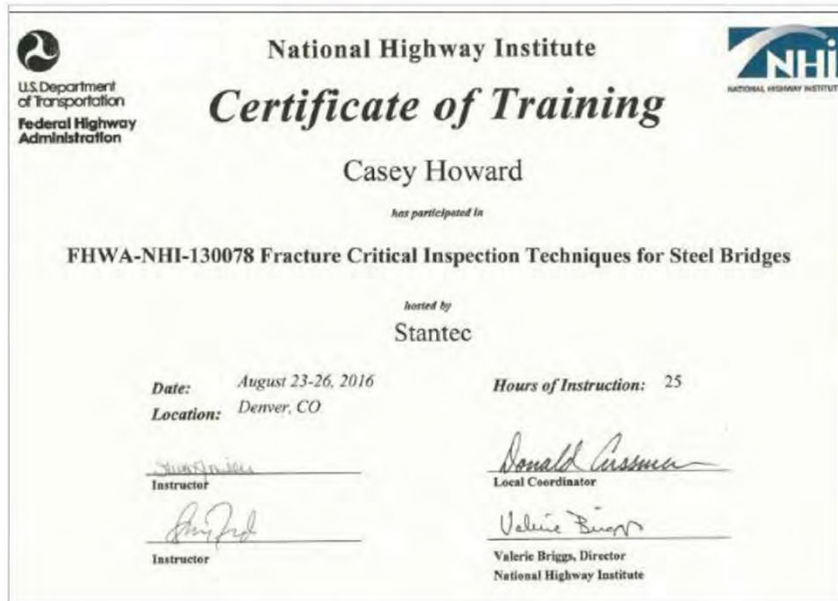 National Highway Institute
U.S. Department
of Transportation
Federal Highway
Administration
NHI
NATIONAL HIGHWAY INSTITUTE
Certificate of Training
Casey Howard
has participated in
FHWA-NHI-130078 Fracture Critical Inspection Techniques for Steel Bridges
hosted by
Stantec
Date: August 23-26, 2016
Location: Denver, CO
Hours of Instruction: 25
Instructor
Donald
Local Coordinator
Instructor
Valerie Briggs
Valerie Briggs, Director
National Highway Institute